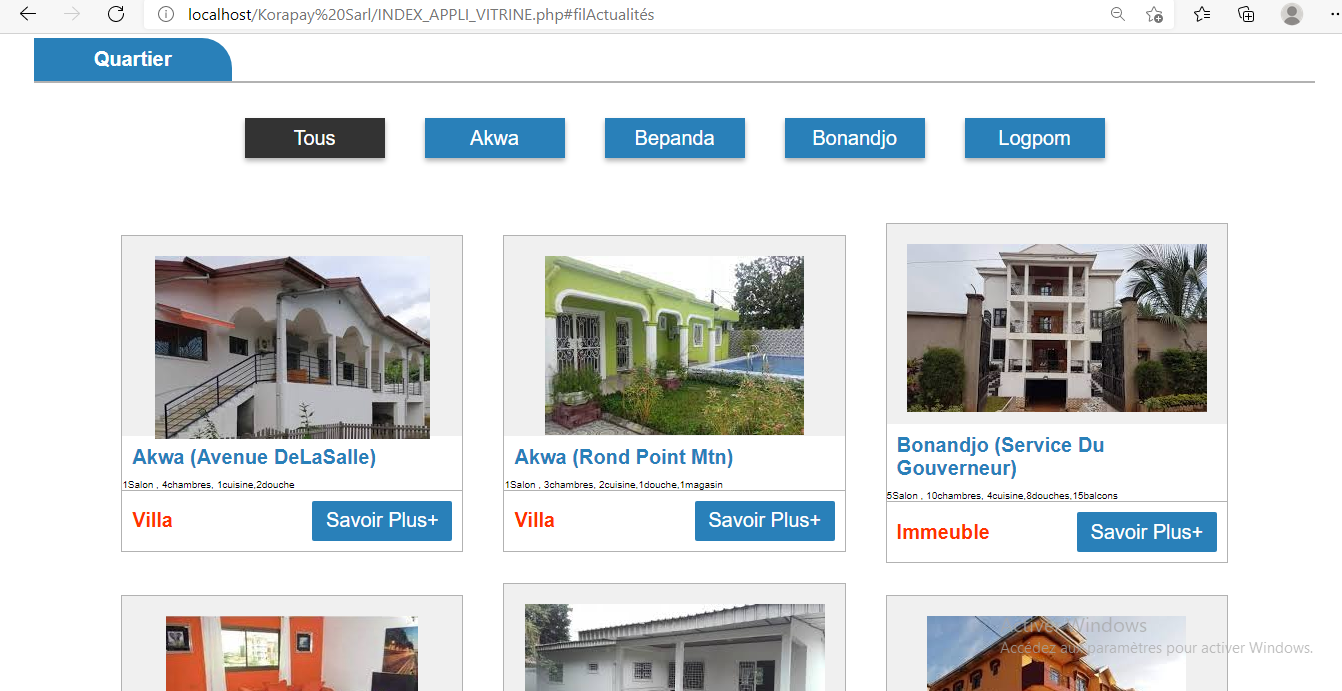 localhost/Korapay%20Sarl/INDEX_APPLI_VITRINE.php#filActualités
Quartier
Tous
Akwa
Bepanda
Bonandjo
Logpom
Akwa (Avenue DeLaSalle)
1Salon , 4chambres, 1cuisine,2douche
Villa
Savoir Plus+
Akwa (Rond Point Mtn)
1Salon , 3chambres, 2cuisine,1douche,1magasin
Villa
Savoir Plus+
Bonandjo (Service Du
Gouverneur)
5Salon , 10chambres, 4cuisine,8douches,15balcons
Immeuble
Savoir Plus+
Activer Windows
Accédez aux paramètres pour activer Windows.